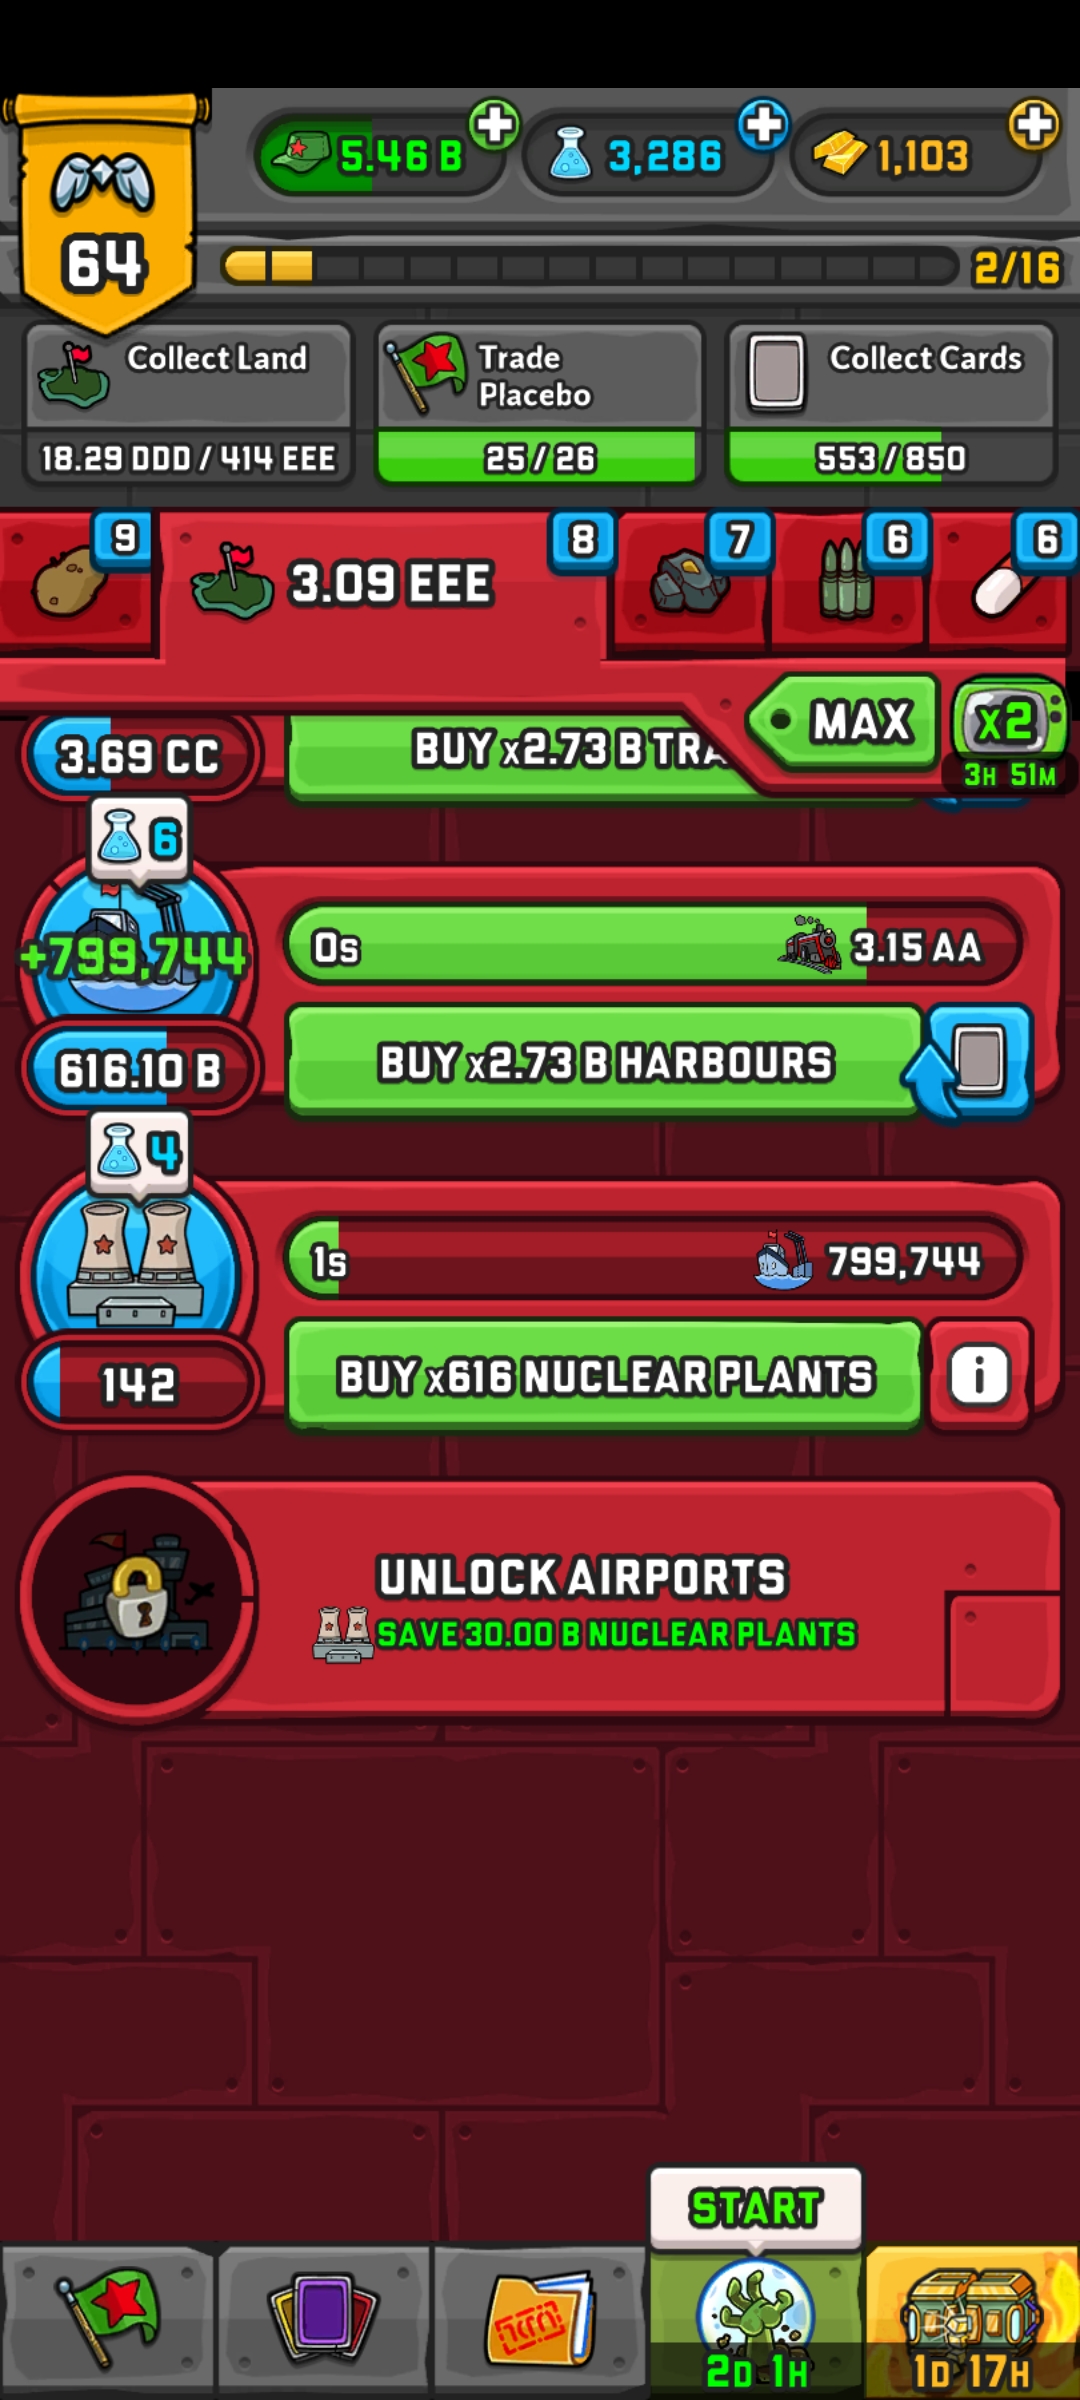 5.46 B
3,286
1,103
64
2/16
Collect Land
18.29 DDD / 414 EEE
Trade
Placebo
25 / 26
Collect Cards
553 / 850
9
3.09 EEE
8
7
6
6
MAX
x2
3H 51M
3.69 CC
BUY x2.73 B TRA
6
+799,744
0s
3.15 AA
616.10 B
BUY x2.73 B HARBOURS
4
1s
799,744
142
BUY x616 NUCLEAR PLANTS
i
UNLOCK AIRPORTS
SAVE 30.00 B NUCLEAR PLANTS
START
2D 1H
1D 17H